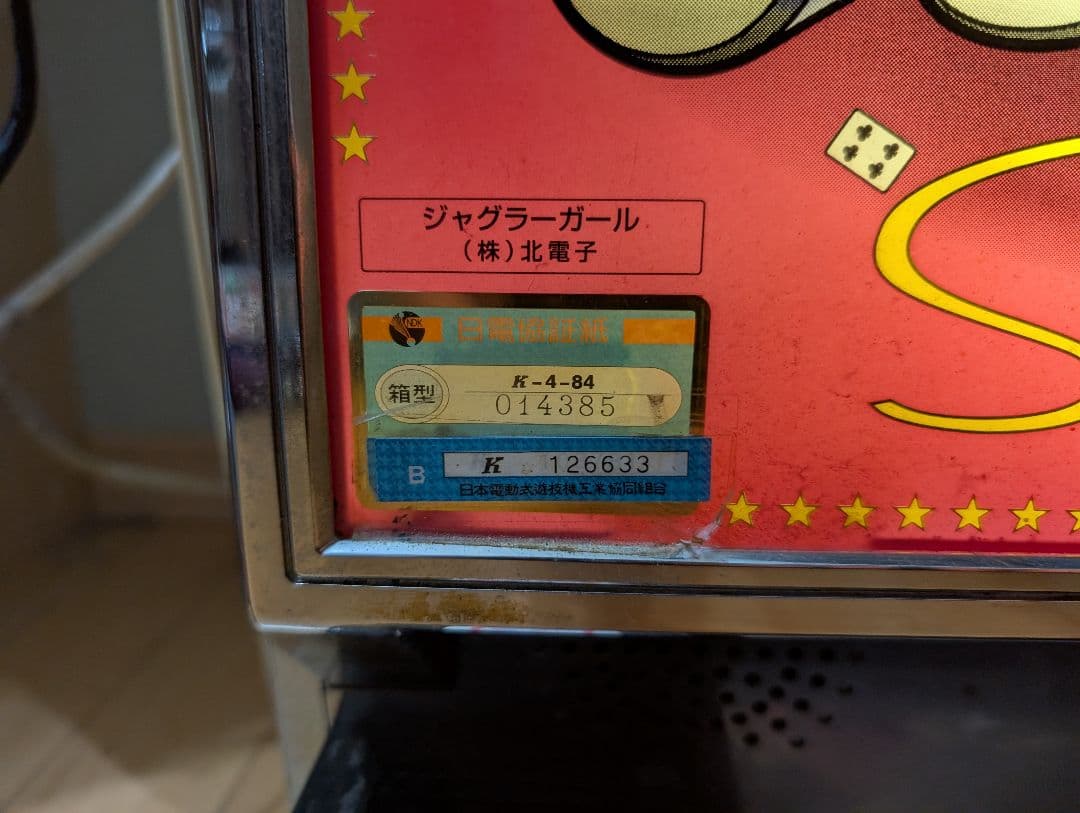 ジャグラーガール
(株)北電子
NDK
日電協証紙
箱型
K-4-84
014385
B
K 126633
日本電動式遊技機工業協同組合